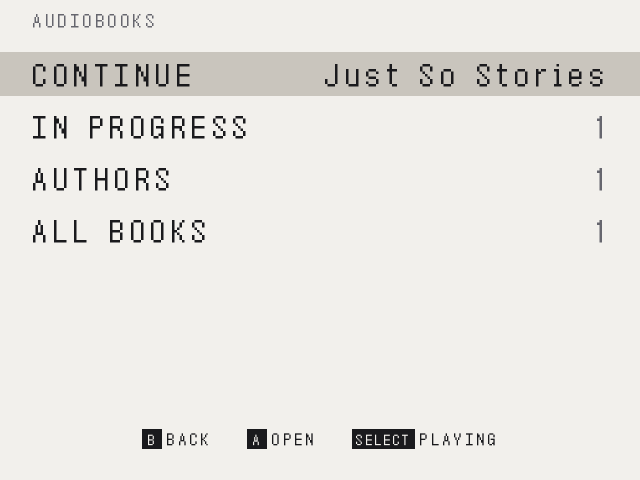 AUDIOBOOKS
CONTINUE Just So Stories
IN PROGRESS 1
AUTHORS 1
ALL BOOKS 1
B BACK A OPEN SELECT PLAYING